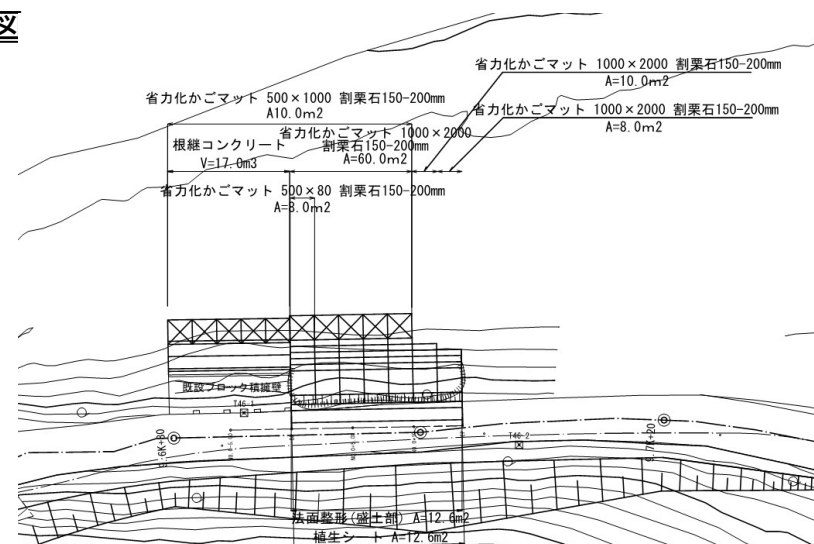 図
省力化かごマット 1000×2000 割栗石150-200mm
A=10.0m2
省力化かごマット 500×1000 割栗石150-200mm
A10.0m2
省力化かごマット 1000×2000 割栗石150-200mm
A=8.0m2
省力化かごマット 1000×2000
割栗石150-200mm
A=60.0m2
根継コンクリート
V=17.0m3
省力化かごマット 500×80 割栗石150-200mm
A=8.0m2
既設ブロック積擁壁
T46-1
T46-2
9.6K+80
9.7K+20
法面整形(盛土部) A=12.6m2
植生シート A=12.6m2